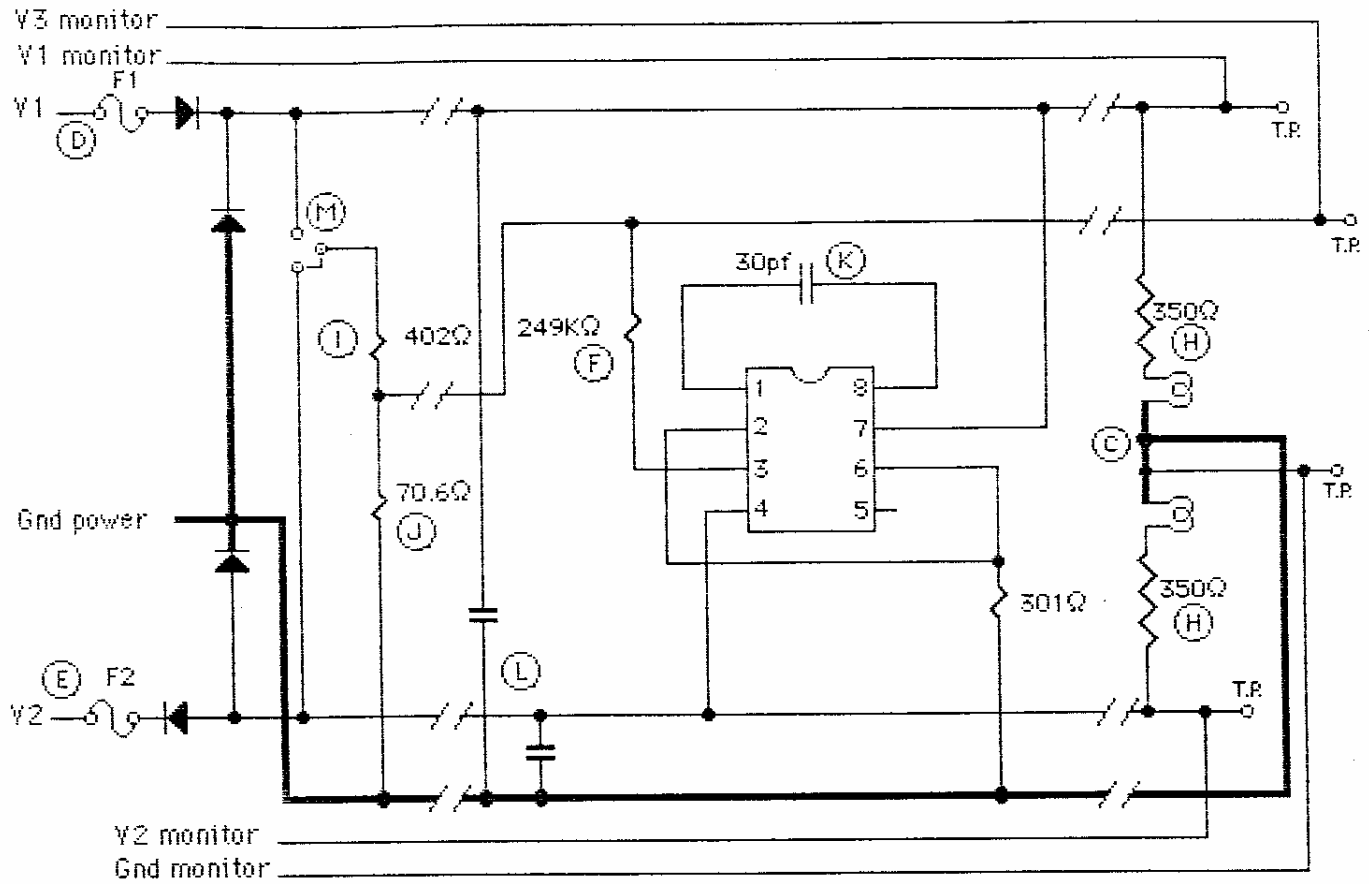 V3 monitor
V1 monitor
F1
V1
D
T.P.
M
T.P.
30pf
K
I
402Ω
249KΩ
F
350Ω
H
1
8
2
7
C
3
6
T.P.
4
5
70.6Ω
J
Gnd power
301Ω
350Ω
H
L
E
F2
T.P.
V2
V2 monitor
Gnd monitor